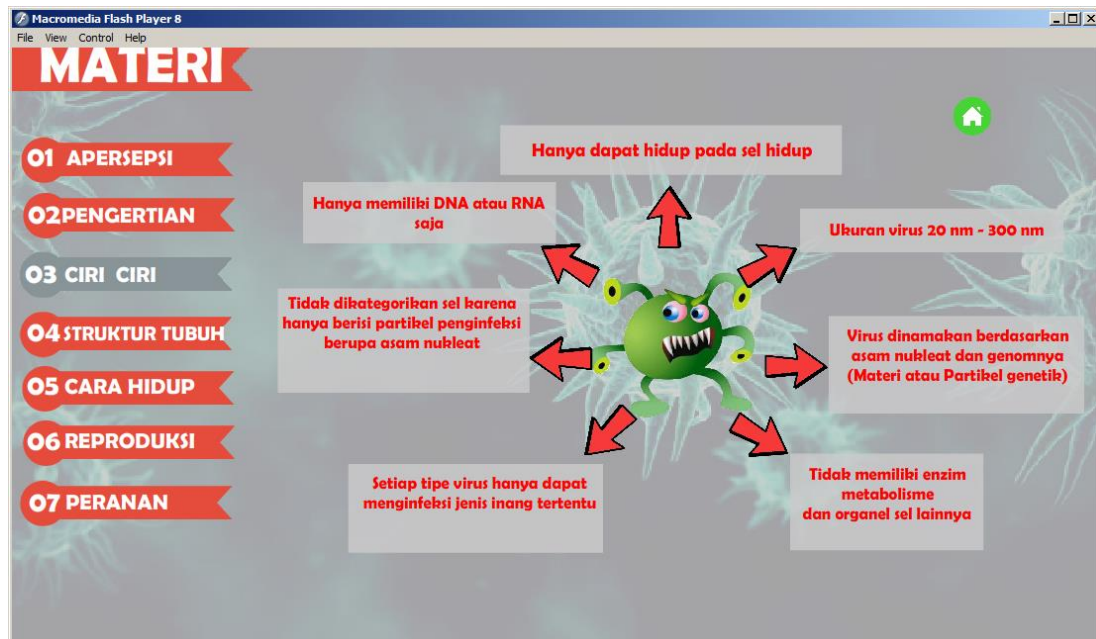 Macromedia Flash Player 8
File View Control Help
MATERI
01 APERSEPSI
02 PENGERTIAN
03 CIRI CIRI
04 STRUKTUR TUBUH
05 CARA HIDUP
06 REPRODUKSI
07 PERANAN
Hanya dapat hidup pada sel hidup
Hanya memiliki DNA atau RNA
saja
Ukuran virus 20 nm - 300 nm
Tidak dikategorikan sel karena
hanya berisi partikel penginfeksi
berupa asam nukleat
Virus dinamakan berdasarkan
asam nukleat dan genomnya
(Materi atau Partikel genetik)
Setiap tipe virus hanya dapat
menginfeksi jenis inang tertentu
Tidak memiliki enzim
metabolisme
dan organel sel lainnya